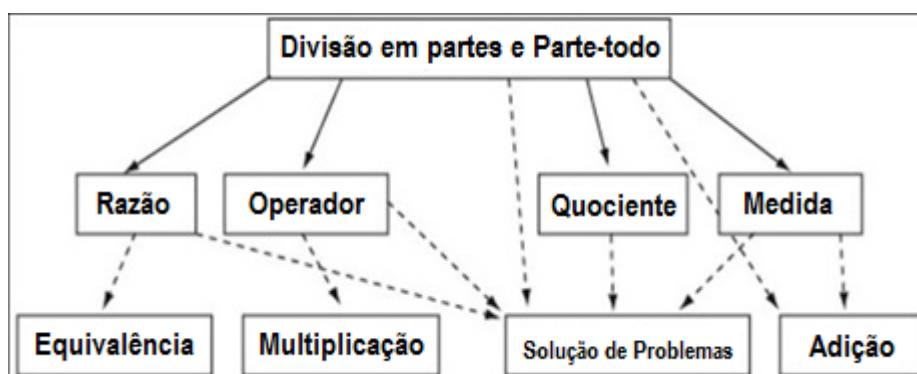 Divisão em partes e Parte-todo
Razão
Operador
Quociente
Medida
Equivalência
Multiplicação
Solução de Problemas
Adição